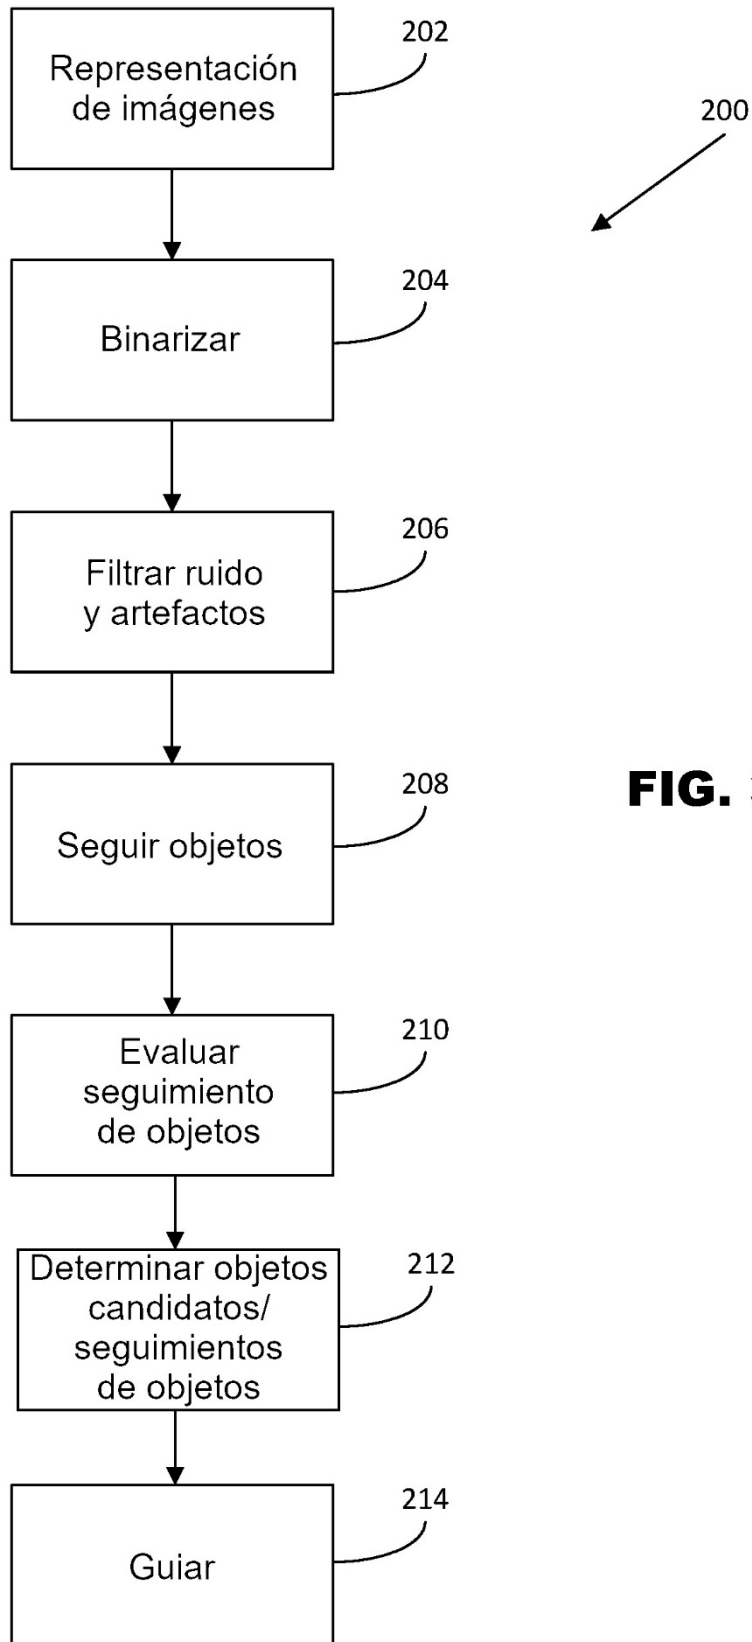 202
Representación
de imágenes
200
204
Binarizar
206
Filtrar ruido
y artefactos
208
FIG.
Seguir objetos
210
Evaluar
seguimiento
de objetos
212
Determinar objetos
candidatos/
seguimientos
de objetos
214
Guiar